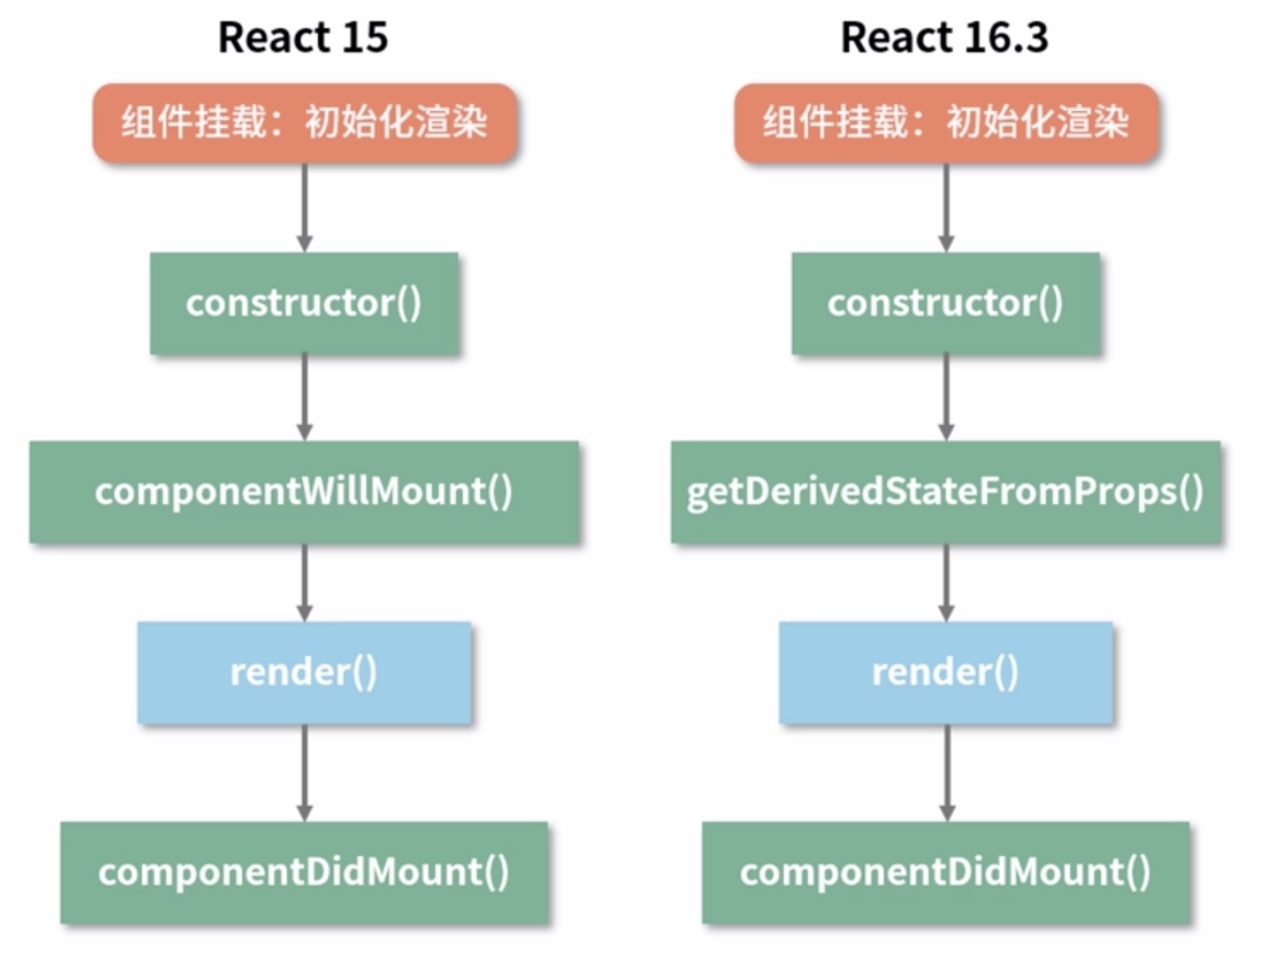 React 15
组件挂载：初始化渲染
constructor()
componentWillMount()
render()
componentDidMount()
React 16.3
组件挂载：初始化渲染
constructor()
getDerivedStateFromProps()
render()
componentDidMount()